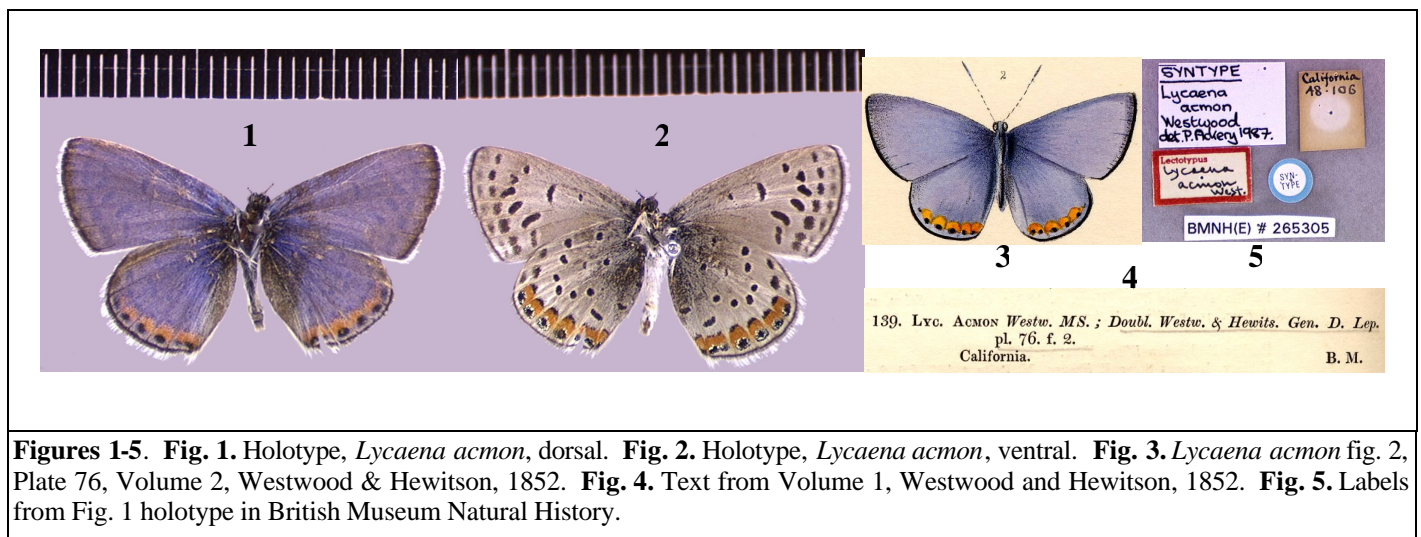 1
2
2
SYNTYPE
Lycaena
acmon
Westwood
det. P. Ackery 1987.
California
48·106
Lectotypus
Lycaena
acmon
West.
SYN-
TYPE
BMNH(E) # 265305
3
4
5
139. Lyc. Acmon Westw. MS. ; Doubl. Westw. & Hewits. Gen. D. Lep.
pl. 76. f. 2.
California. B. M.
Figures 1-5. Fig. 1. Holotype, Lycaena acmon, dorsal. Fig. 2. Holotype, Lycaena acmon, ventral. Fig. 3. Lycaena acmon fig. 2,
Plate 76, Volume 2, Westwood & Hewitson, 1852. Fig. 4. Text from Volume 1, Westwood and Hewitson, 1852. Fig. 5. Labels
from Fig. 1 holotype in British Museum Natural History.